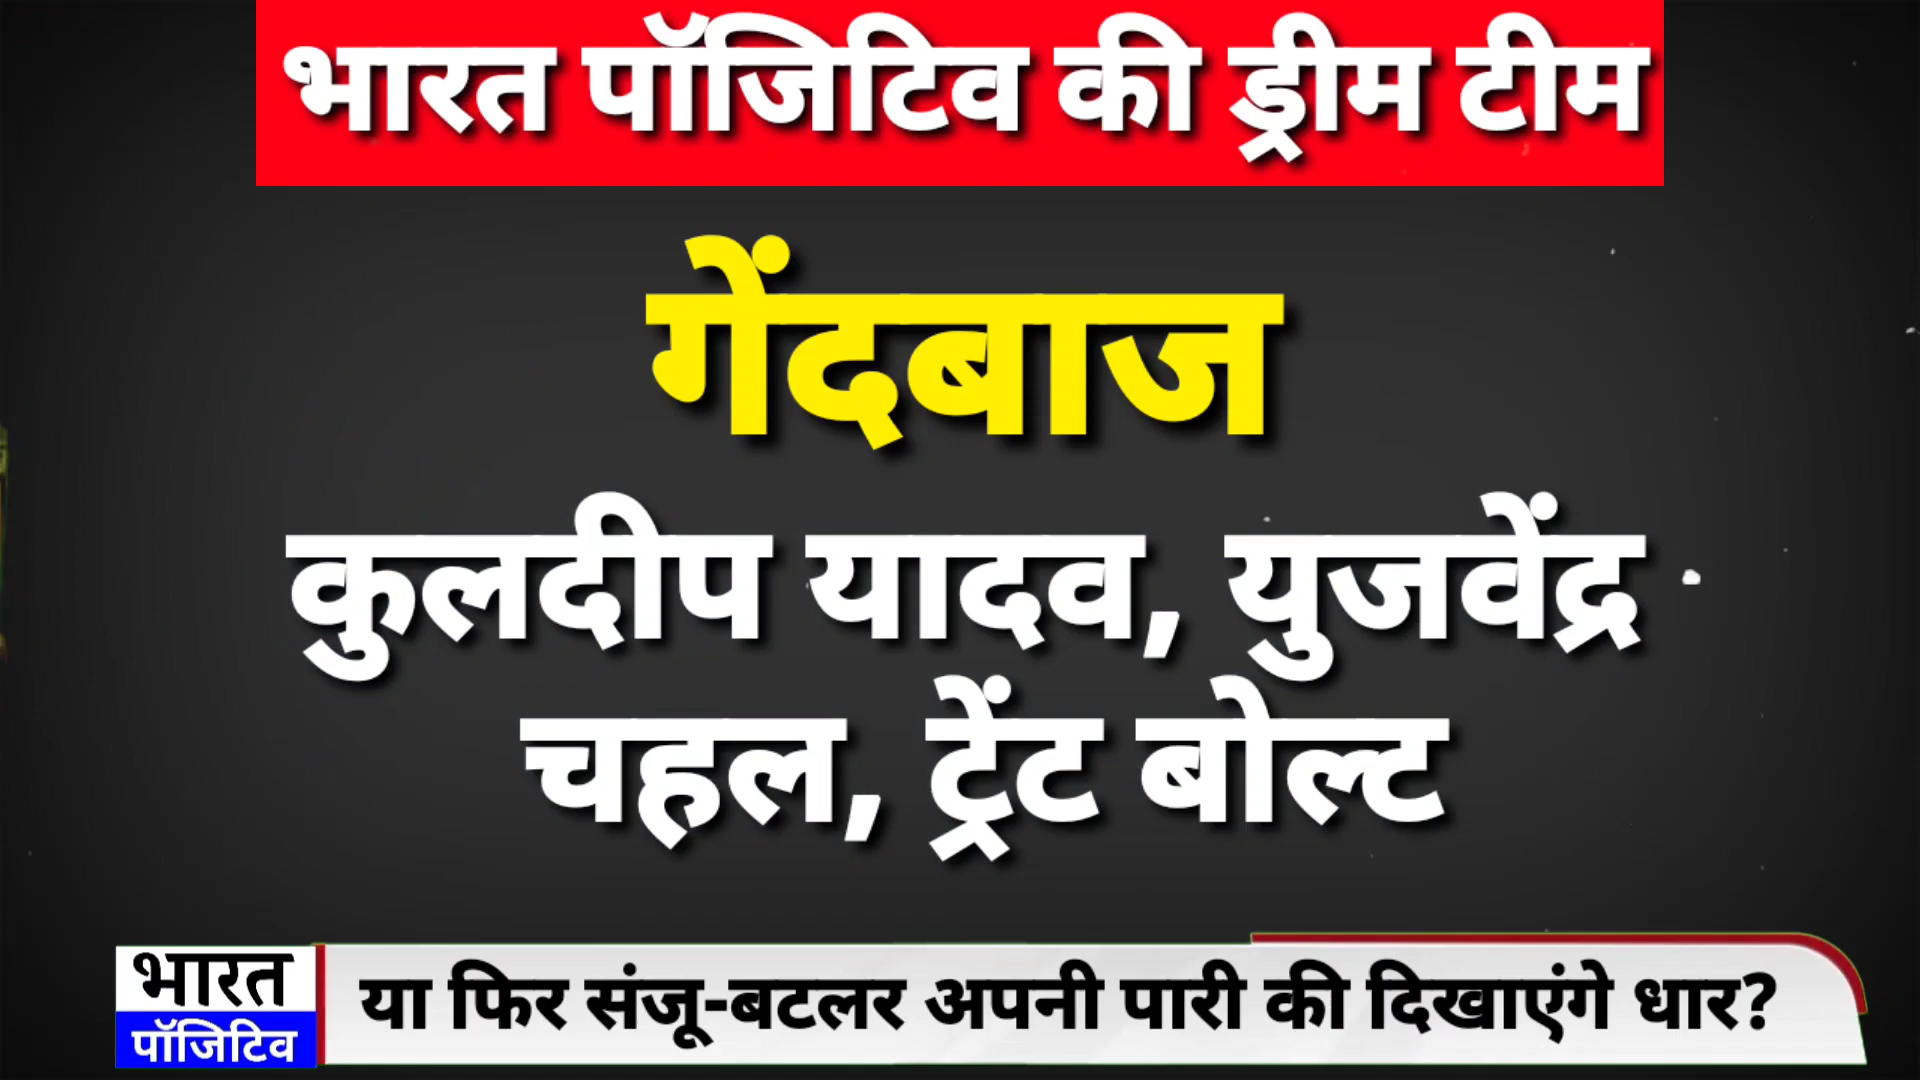 भारत पॉजिटिव की ड्रीम टीम
गेंदबाज
कुलदीप यादव, युजवेंद्र
चहल, ट्रेंट बोल्ट
भारत
पॉजिटिव
या फिर संजू-बटलर अपनी पारी की दिखाएंगे धार?